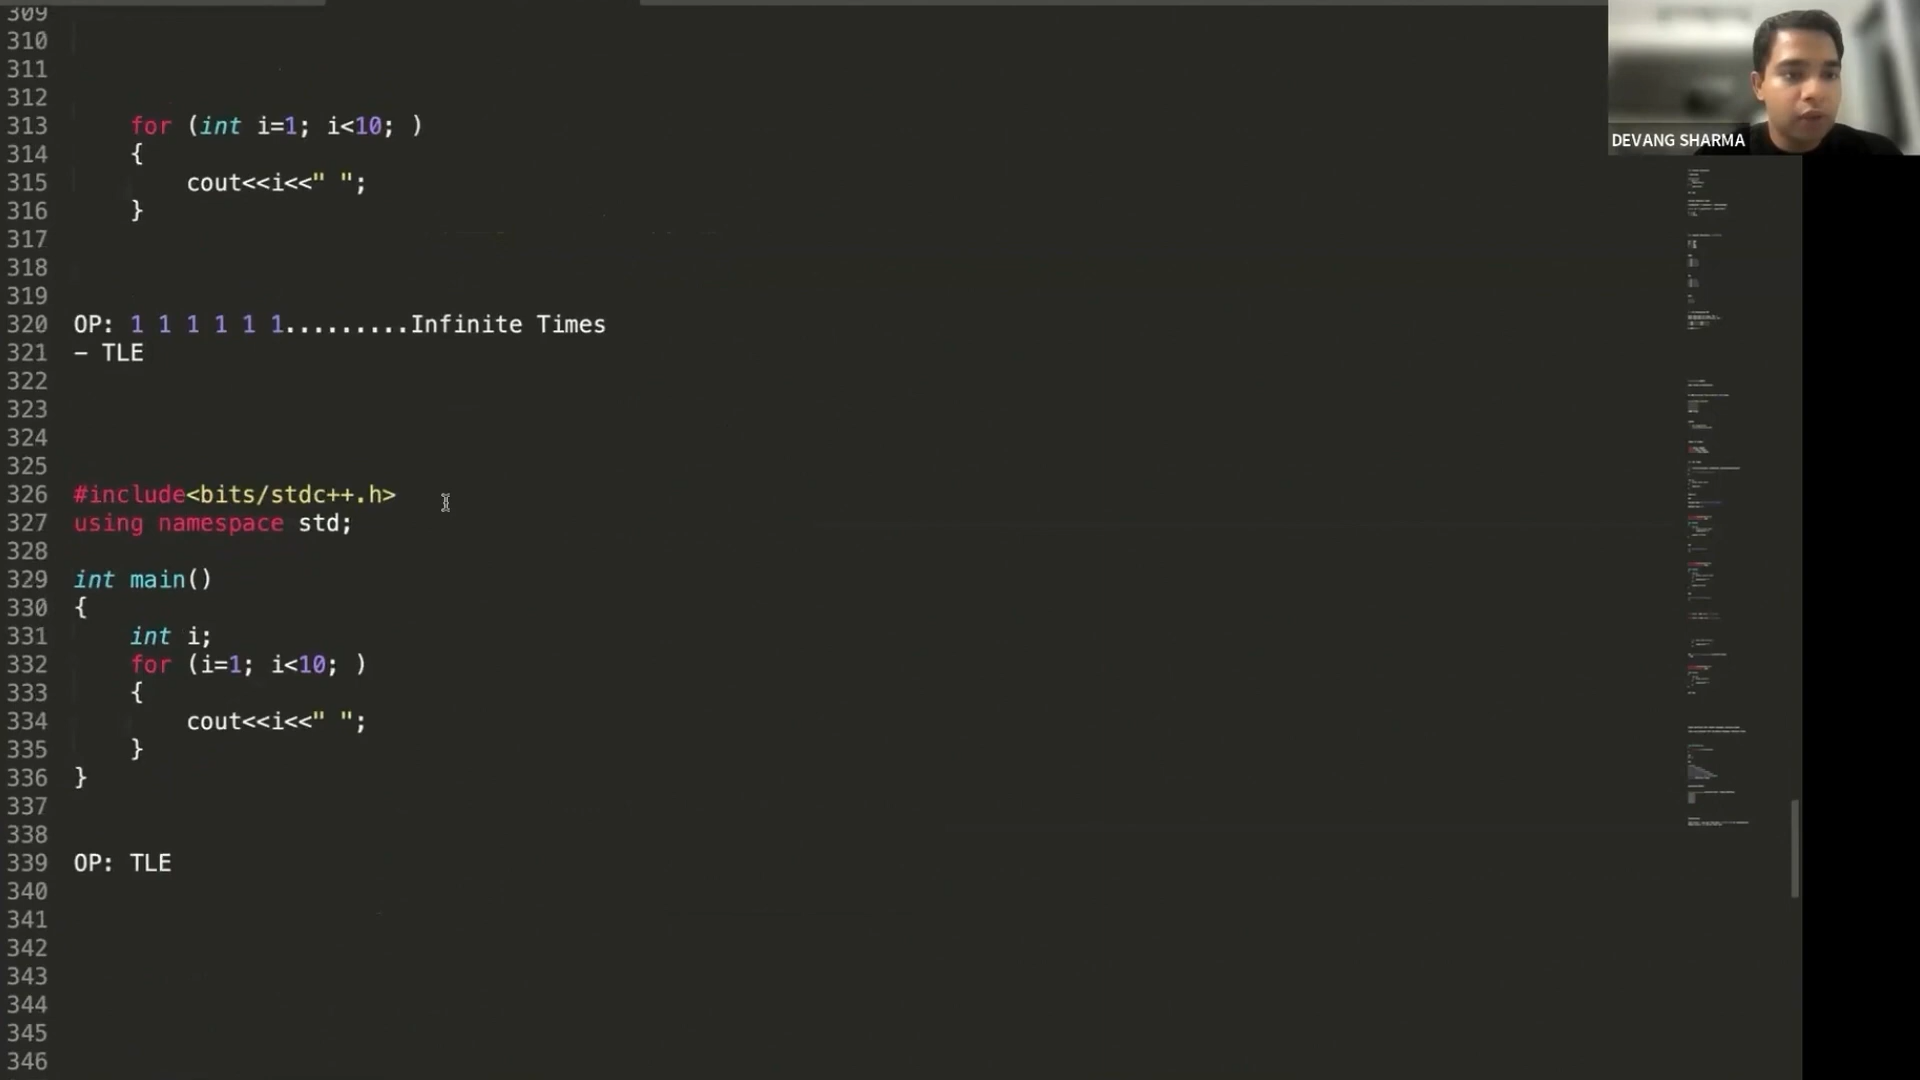 309
310
311
312
313 for (int i=1; i<10; )
314 {
315 cout<<i<<" ";
316 }
317
318
319
320 OP: 1 1 1 1 1 1.........Infinite Times
321 – TLE
322
323
324
325
326 #include<bits/stdc++.h>
327 using namespace std;
328
329 int main()
330 {
331 int i;
332 for (i=1; i<10; )
333 {
334 cout<<i<<" ";
335 }
336 }
337
338
339 OP: TLE
340
341
342
343
344
345
346
DEVANG SHARMA